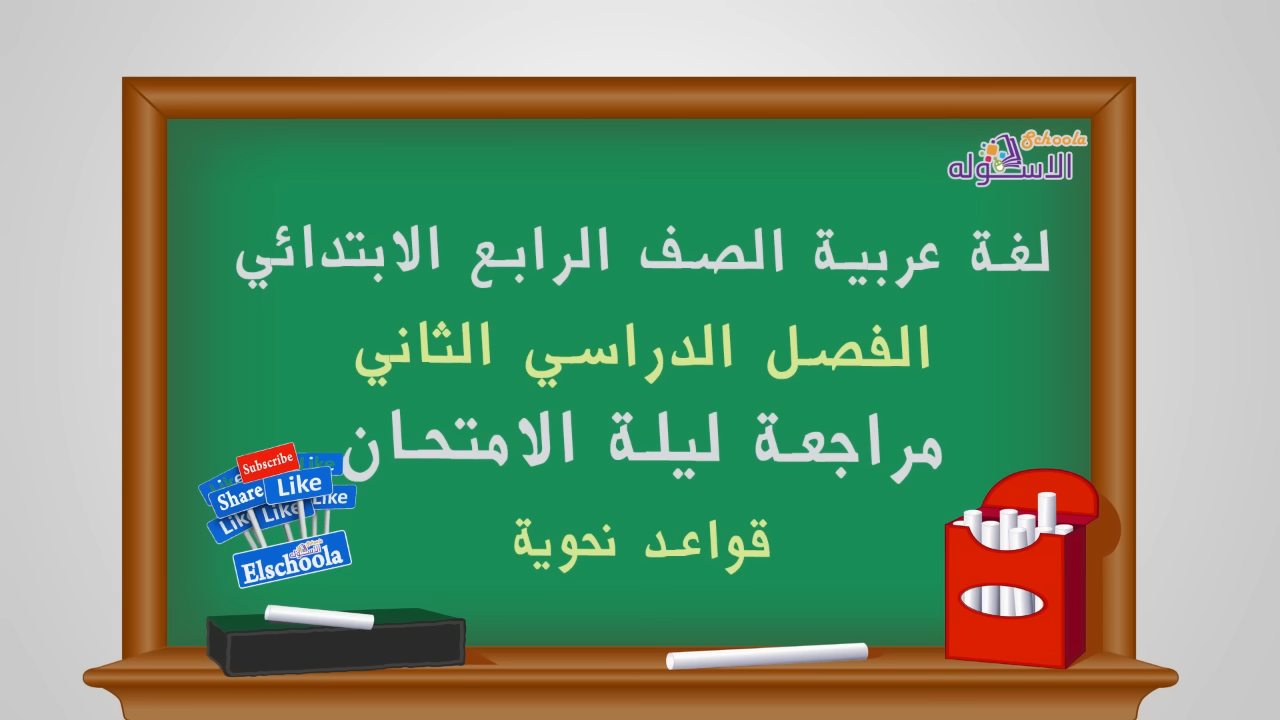 Schoola
الاسكوله
لغة عربية الصف الرابع الابتدائي
الفصل الدراسي الثاني
مراجعة ليلة الامتحان
قواعد نحوية
Subscribe
Like
Share
Like
Like
Like
Like
Elschoola